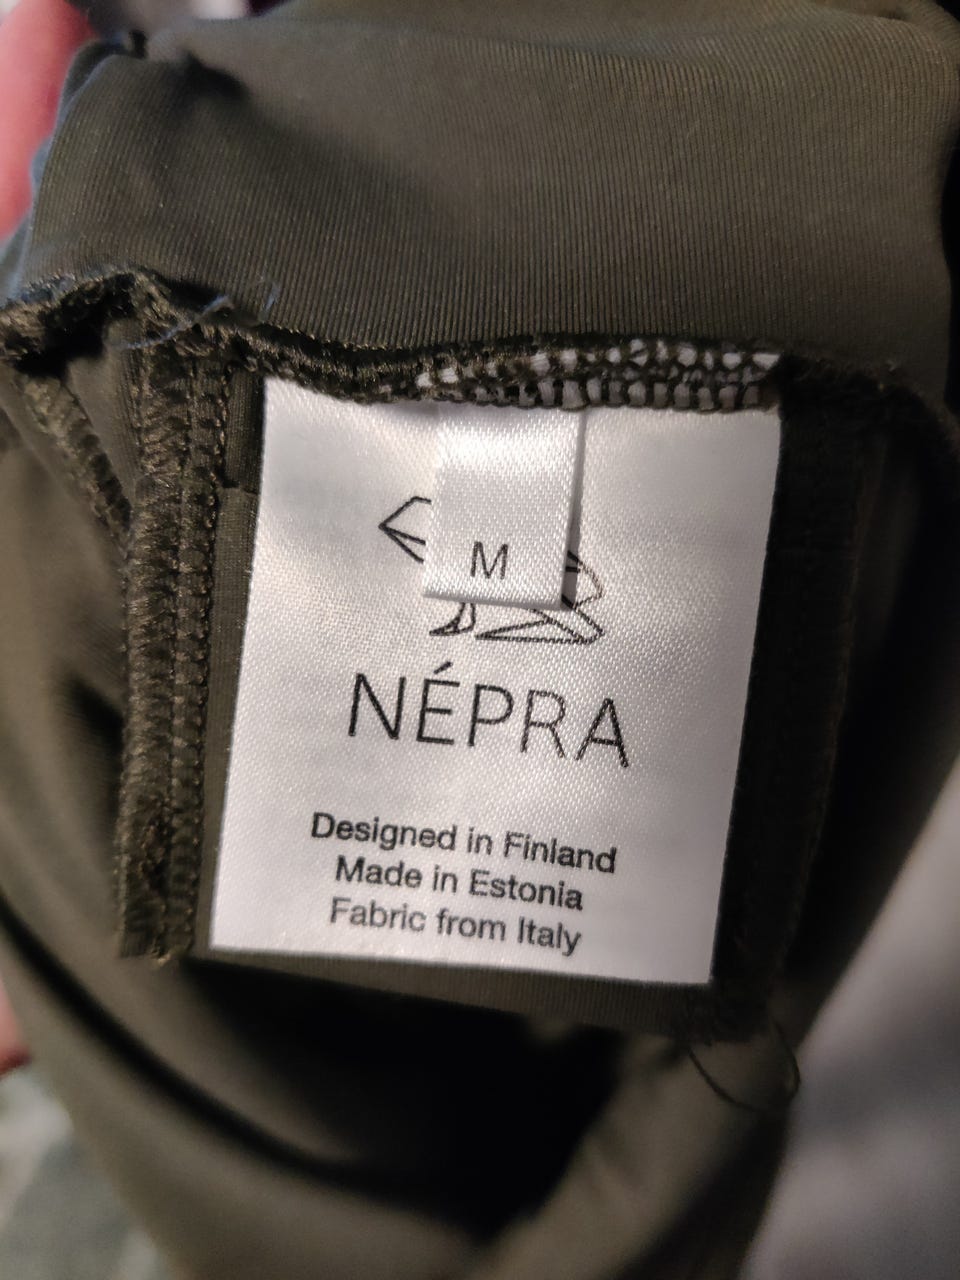 M
NÉPRA
Designed in Finland
Made in Estonia
Fabric from Italy